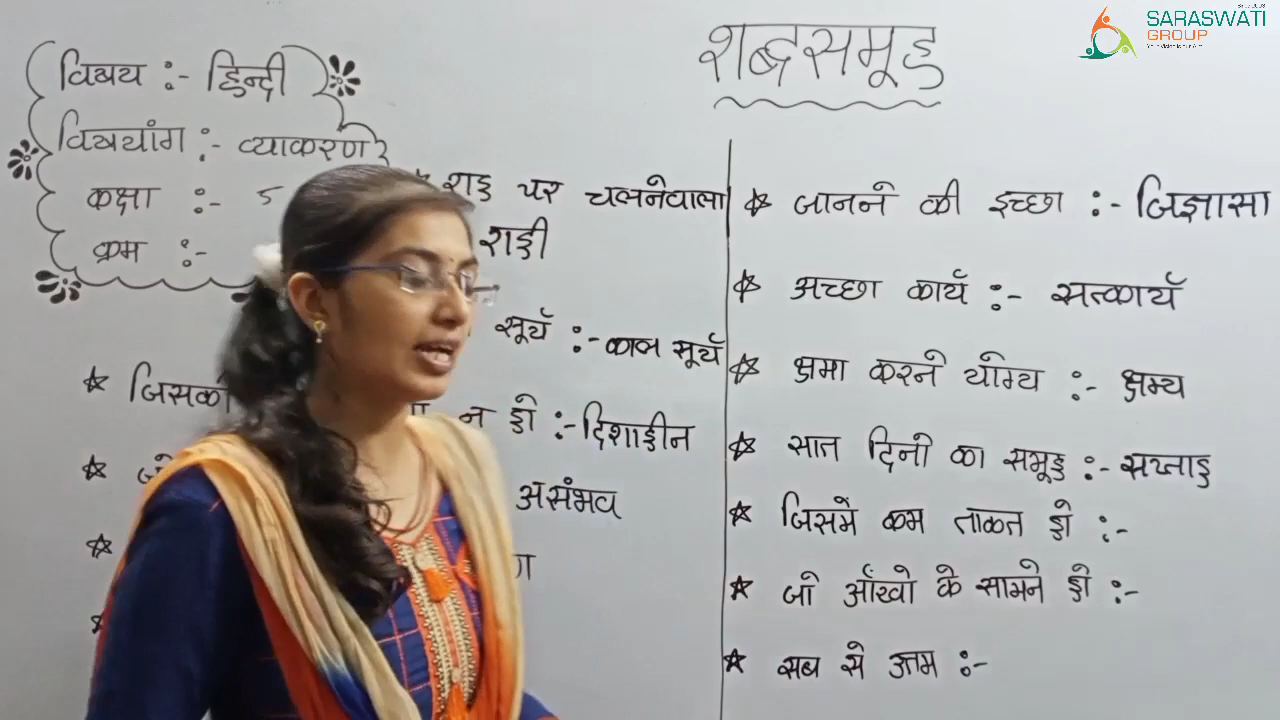 SARASWATI
GROUP
शब्दसमूह
विषय :- हिन्दी
विषयांग :- व्याकरण
कक्षा :- 5
क्रम :-
राह पर चलनेवाला
राही
सूर्य :- काल सूर्य
जिसका न हो :- दिशाहीन
असंभव
★ जानने की इच्छा :- जिज्ञासा
★ अच्छा कार्य :- सत्कार्य
★ क्षमा करने योग्य :- क्षम्य
★ सात दिनो का समूह :- सप्ताह
★ जिसमे कम ताकत हो :-
★ जो आँखो के सामने हो :-
★ सब से उत्तम :-